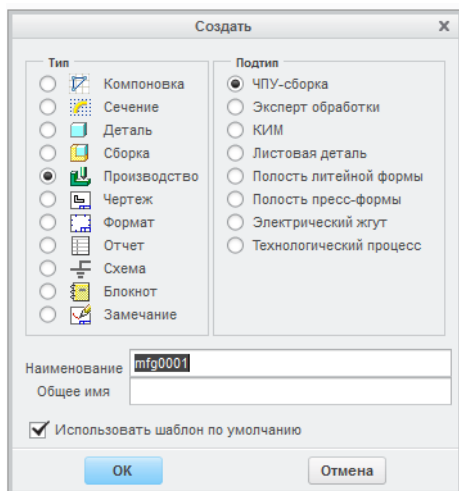 Создать
Тип
Компоновка
Сечение
Деталь
Сборка
Производство
Чертеж
Формат
Отчет
Схема
Блокнот
Замечание
Подтип
ЧПУ-сборка
Эксперт обработки
КИМ
Листовая деталь
Полость литейной формы
Полость пресс-формы
Электрический жгут
Технологический процесс
Наименование mfg0001
Общее имя
Использовать шаблон по умолчанию
ОК Отмена